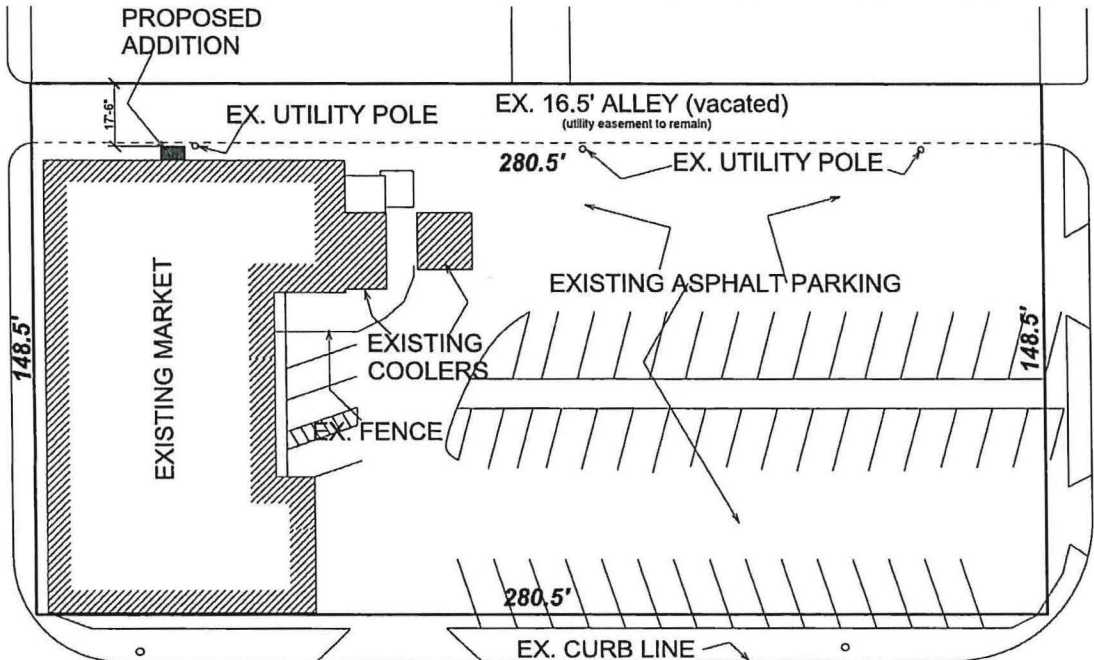 PROPOSED
ADDITION
17'-6"
EX. UTILITY POLE
EX. 16.5' ALLEY (vacated)
(utility easement to remain)
280.5'
EX. UTILITY POLE
EXISTING MARKET
EXISTING ASPHALT PARKING
148.5'
148.5'
EXISTING
COOLERS
EX. FENCE
280.5'
EX. CURB LINE